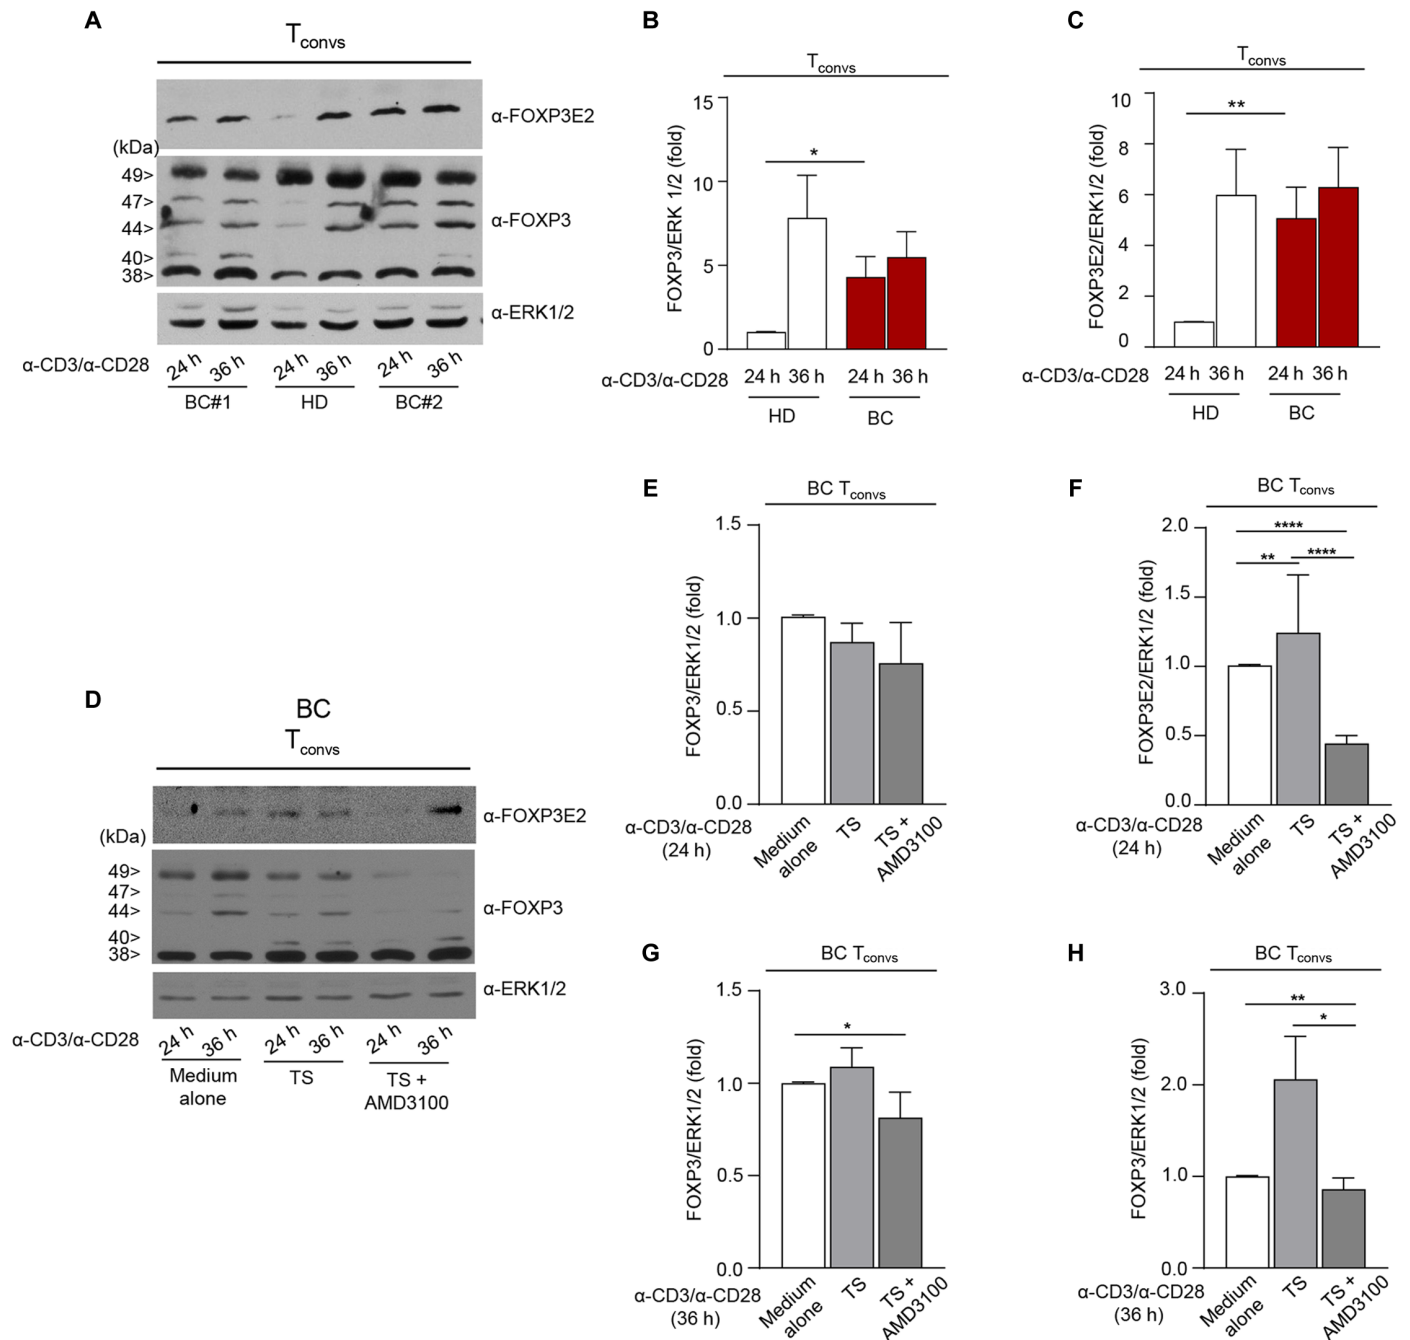 A
T convs
α-FOXP3E2
(kDa)
49>
47>
44>
40>
38>
α-FOXP3
α-ERK1/2
α-CD3/α-CD28
24 h 36 h 24 h 36 h 24 h 36 h
BC#1 HD BC#2
B
T convs
FOXP3/ERK 1/2 (fold)
15
10
5
0
*
α-CD3/α-CD28 24 h 36 h 24 h 36 h
HD BC
C
T convs
FOXP3E2/ERK1/2 (fold)
10
8
6
4
2
0
**
α-CD3/α-CD28 24 h 36 h 24 h 36 h
HD BC
D
BC
T convs
α-FOXP3E2
(kDa)
49>
47>
44>
40>
38>
α-FOXP3
α-ERK1/2
α-CD3/α-CD28
24 h 36 h 24 h 36 h 24 h 36 h
Medium TS TS +
alone AMD3100
E
BC T convs
FOXP3/ERK1/2 (fold)
1.5
1.0
0.5
0.0
α-CD3/α-CD28
(24 h)
Medium
alone
TS
TS +
AMD3100
F
BC T convs
FOXP3E2/ERK1/2 (fold)
2.0
1.5
1.0
0.5
0.0
****
** ****
α-CD3/α-CD28
(24 h)
Medium
alone
TS
TS +
AMD3100
G
BC T convs
FOXP3/ERK1/2 (fold)
1.5
1.0
0.5
0.0
*
α-CD3/α-CD28
(36 h)
Medium
alone
TS
TS +
AMD3100
H
BC T convs
FOXP3/ERK1/2 (fold)
3.0
2.0
1.0
0.0
**
*
α-CD3/α-CD28
(36 h)
Medium
alone
TS
TS +
AMD3100